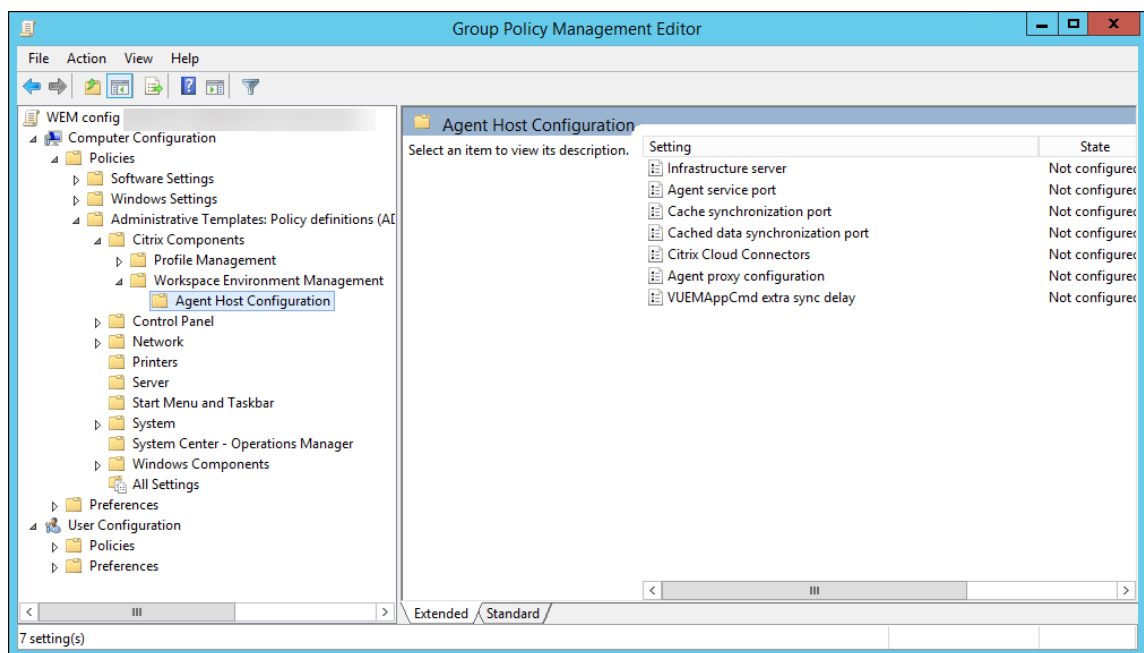 Group Policy Management Editor
File Action View Help
WEM config
Computer Configuration
Policies
Software Settings
Windows Settings
Administrative Templates: Policy definitions (AD
Citrix Components
Profile Management
Workspace Environment Management
Agent Host Configuration
Control Panel
Network
Printers
Server
Start Menu and Taskbar
System
System Center - Operations Manager
Windows Components
All Settings
Preferences
User Configuration
Policies
Preferences
Agent Host Configuration
Select an item to view its description.
Setting State
Infrastructure server Not configured
Agent service port Not configured
Cache synchronization port Not configured
Cached data synchronization port Not configured
Citrix Cloud Connectors Not configured
Agent proxy configuration Not configured
VUEMAppCmd extra sync delay Not configured
Extended Standard
7 setting(s)